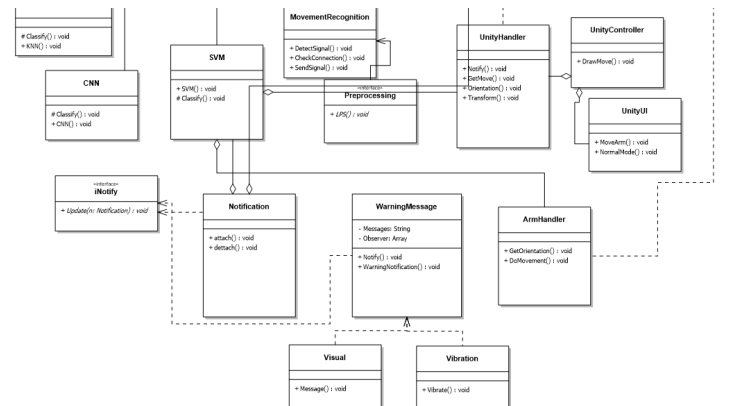 # Classify() : void
+ KNN() : void
CNN
# Classify() : void
+ CNN() : void
SVM
+ SVM() : void
# Classify() : void
MovementRecognition
+ DetectSignal() : void
+ CheckConnection() : void
+ SendSignal() : void
«interface»
Preprocessing
+ LPS() : void
UnityHandler
+ Notify() : void
+ GetMove() : void
+ Orientation() : void
+ Transform() : void
UnityController
+ DrawMove() : void
UnityUI
+ MoveArm() : void
+ NormalMode() : void
«interface»
iNotify
+ Update(n: Notification) : void
Notification
+ attach() : void
+ dettach() : void
WarningMessage
- Messages: String
- Observer: Array
+ Notify() : void
+ WarningNotification() : void
ArmHandler
+ GetOrientation() : void
+ DoMovement() : void
Visual
+ Message() : void
Vibration
+ Vibrate() : void